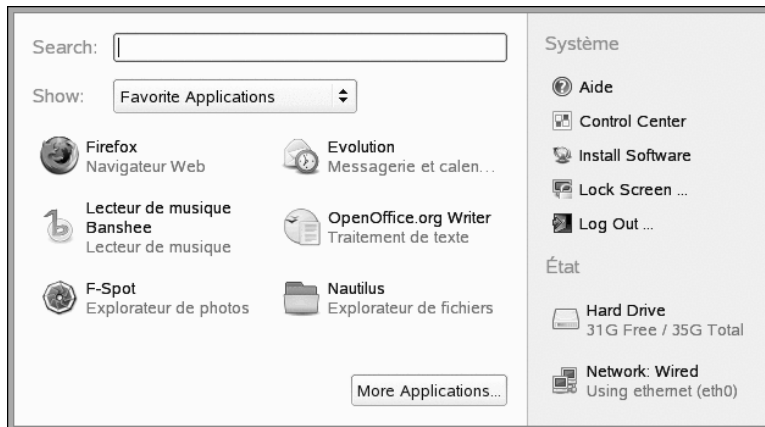 Search:
Show: Favorite Applications
Firefox
Navigateur Web
Evolution
Messagerie et calen...
Lecteur de musique
Banshee
Lecteur de musique
OpenOffice.org Writer
Traitement de texte
F-Spot
Explorateur de photos
Nautilus
Explorateur de fichiers
More Applications...
Système
Aide
Control Center
Install Software
Lock Screen ...
Log Out ...
État
Hard Drive
31G Free / 35G Total
Network: Wired
Using ethernet (eth0)